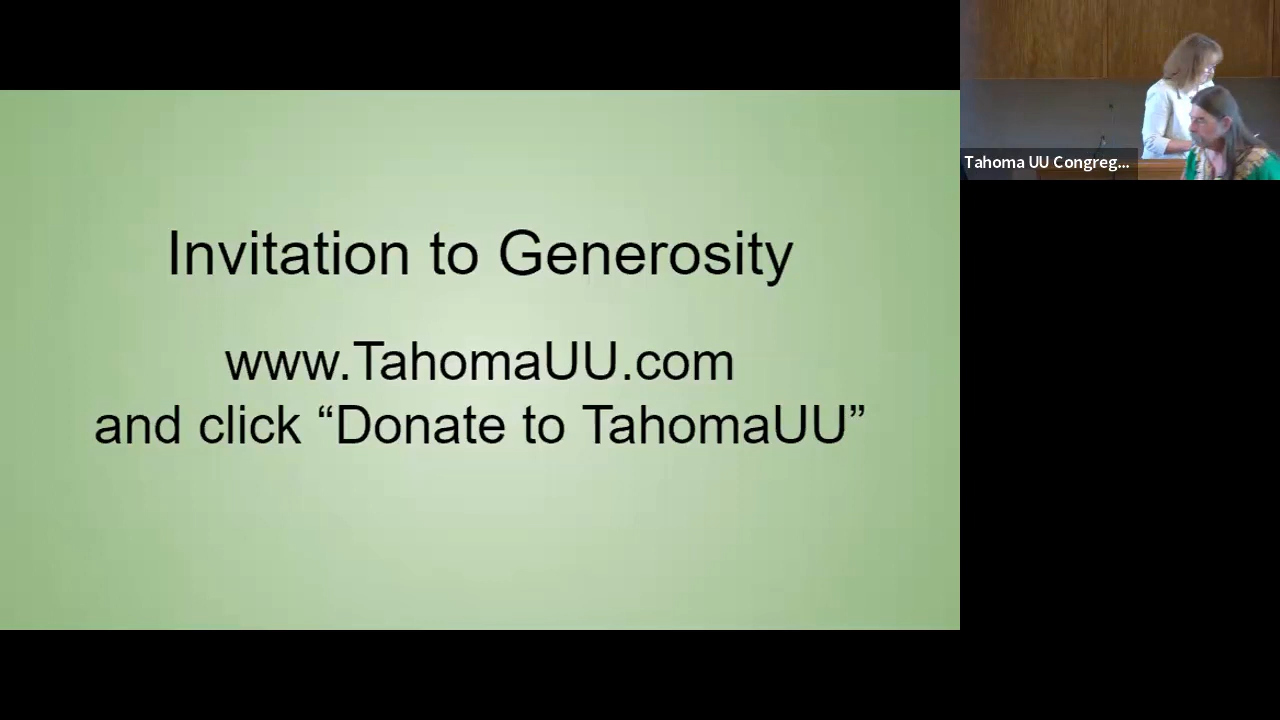 Invitation to Generosity
www.TahomaUU.com
and click “Donate to TahomaUU”
Tahoma UU Congreg...